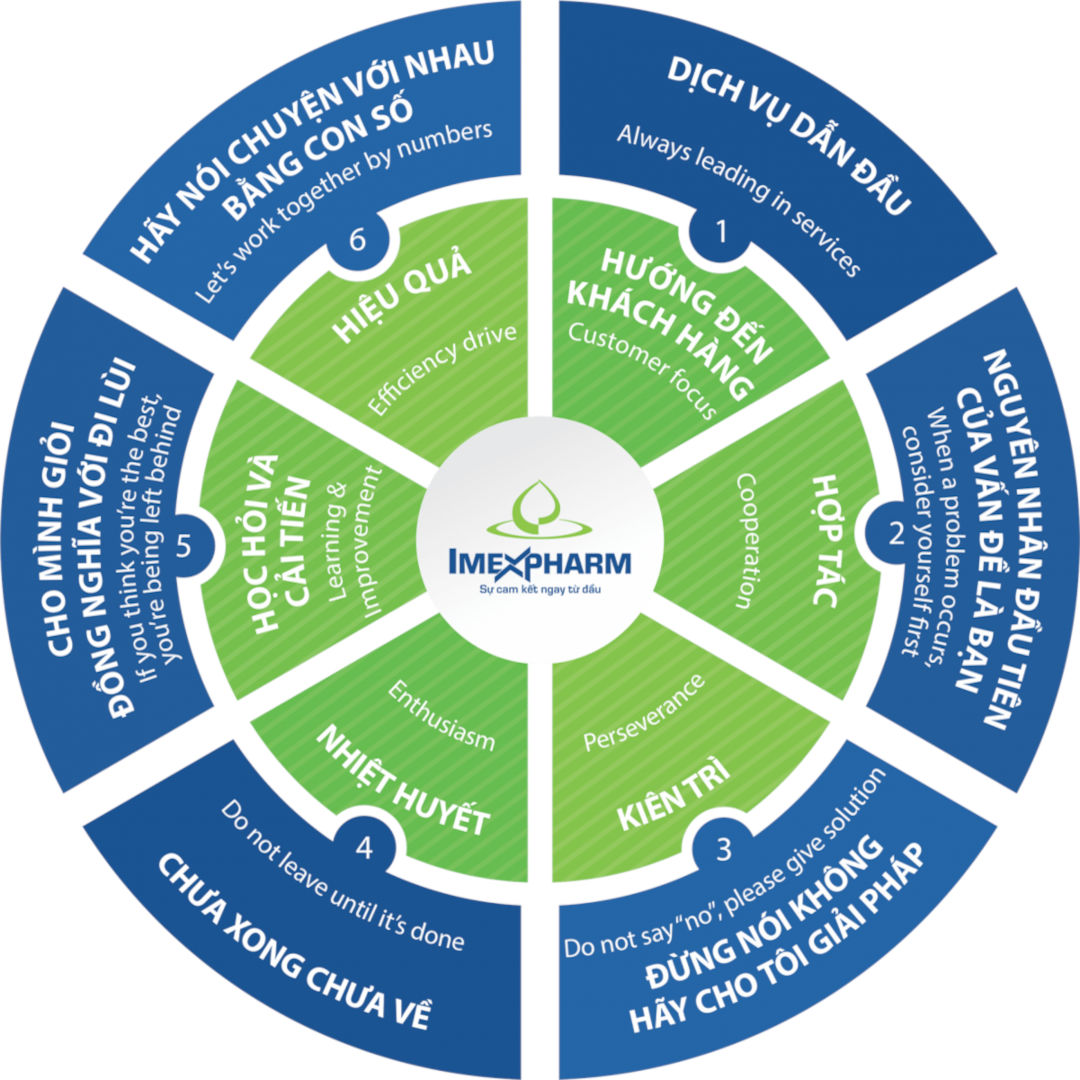 DỊCH VỤ DẪN ĐẦU
Always leading in services
1
HƯỚNG ĐẾN
KHÁCH HÀNG
Customer focus
NGUYÊN NHÂN ĐẦU TIÊN
CỦA VẤN ĐỀ LÀ BẠN
When a problem occurs,
consider yourself first
2
HỢP TÁC
Cooperation
3
Perseverance
KIÊN TRÌ
Do not say "no", please give solution
ĐỪNG NÓI KHÔNG
HÃY CHO TÔI GIẢI PHÁP
4
Enthusiasm
NHIỆT HUYẾT
Do not leave until it's done
CHƯA XONG CHƯA VỀ
CHO MÌNH GIỎI
ĐỒNG NGHĨA VỚI ĐI LÙI
If you think you're the best,
you're being left behind
5
HỌC HỎI VÀ
CẢI TIẾN
Learning &
Improvement
HÃY NÓI CHUYỆN VỚI NHAU
BẰNG CON SỐ
Let's work together by numbers
6
HIỆU QUẢ
Efficiency drive
IMEXPHARM
Sự cam kết ngay từ đầu